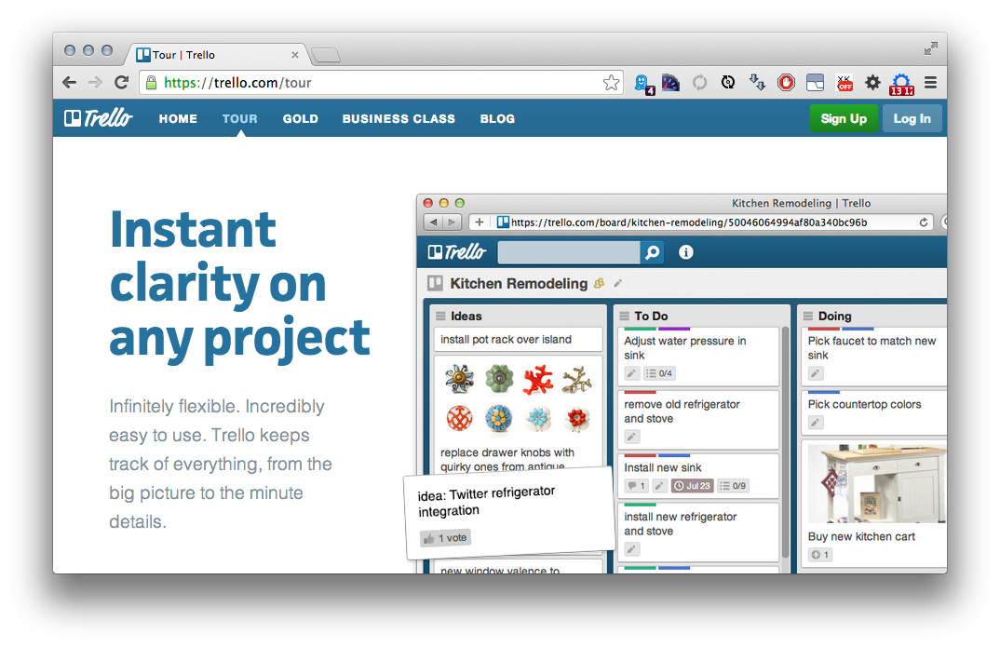 Tour | Trello
https://trello.com/tour
4
OFF
13 17
Trello
HOME
TOUR
GOLD
BUSINESS CLASS
BLOG
Sign Up
Log In
Instant
clarity on
any project
Infinitely flexible. Incredibly
easy to use. Trello keeps
track of everything, from the
big picture to the minute
details.
Kitchen Remodeling | Trello
https://trello.com/board/kitchen-remodeling/50046064994af80a340bc96b
Trello
Kitchen Remodeling
Ideas
install pot rack over island
replace drawer knobs with
quirky ones from antique
idea: Twitter refrigerator
integration
1 vote
new window valence to
To Do
Adjust water pressure in
sink
0/4
remove old refrigerator
and stove
Install new sink
1
Jul 23
0/9
install new refrigerator
and stove
Doing
Pick faucet to match new
sink
Pick countertop colors
Buy new kitchen cart
1